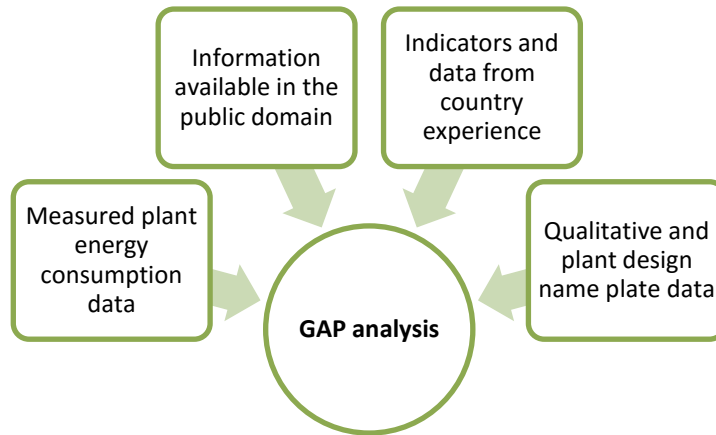 Information
available in the
public domain
Indicators and
data from
country
experience
Measured plant
energy
consumption
data
Qualitative and
plant design
name plate data
GAP analysis